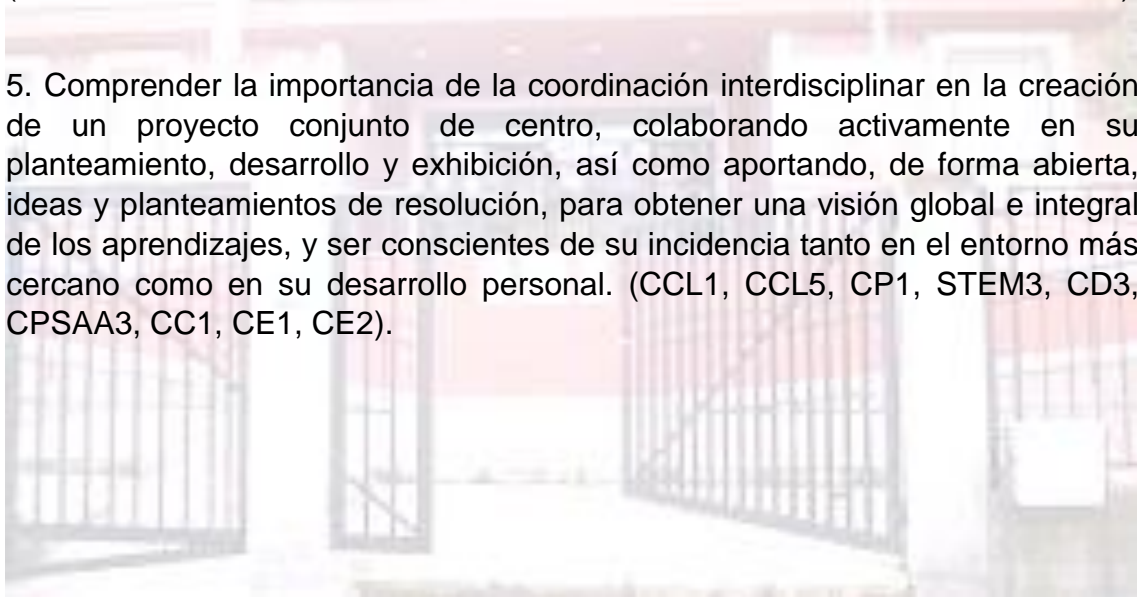 5. Comprender la importancia de la coordinación interdisciplinar en la creación
de un proyecto conjunto de centro, colaborando activamente en su
planteamiento, desarrollo y exhibición, así como aportando, de forma abierta,
ideas y planteamientos de resolución, para obtener una visión global e integral
de los aprendizajes, y ser conscientes de su incidencia tanto en el entorno más
cercano como en su desarrollo personal. (CCL1, CCL5, CP1, STEM3, CD3,
CPSAA3, CC1, CE1, CE2).